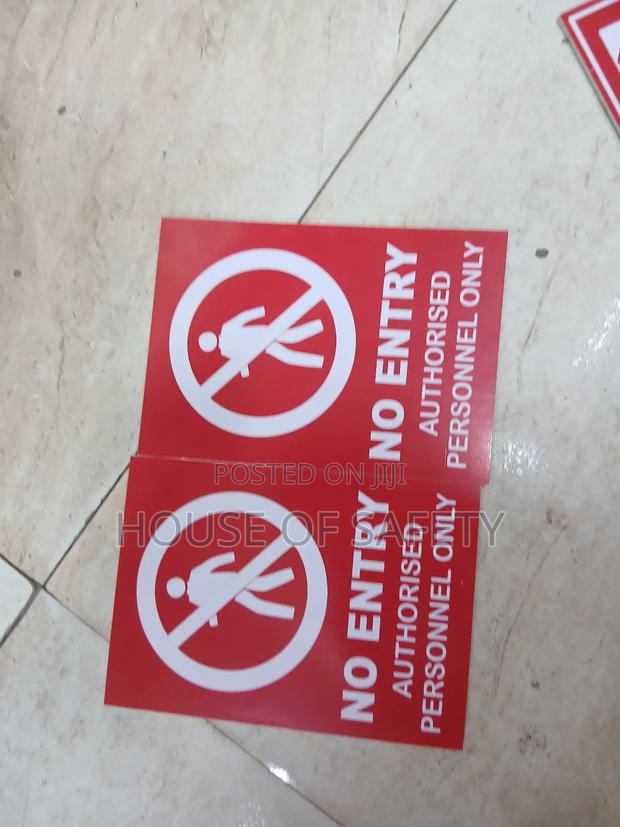 NO ENTRY
AUTHORISED
PERSONNEL ONLY
NO ENTRY
AUTHORISED
PERSONNEL ONLY
POSTED ON JIJI
HOUSE OF SAFETY